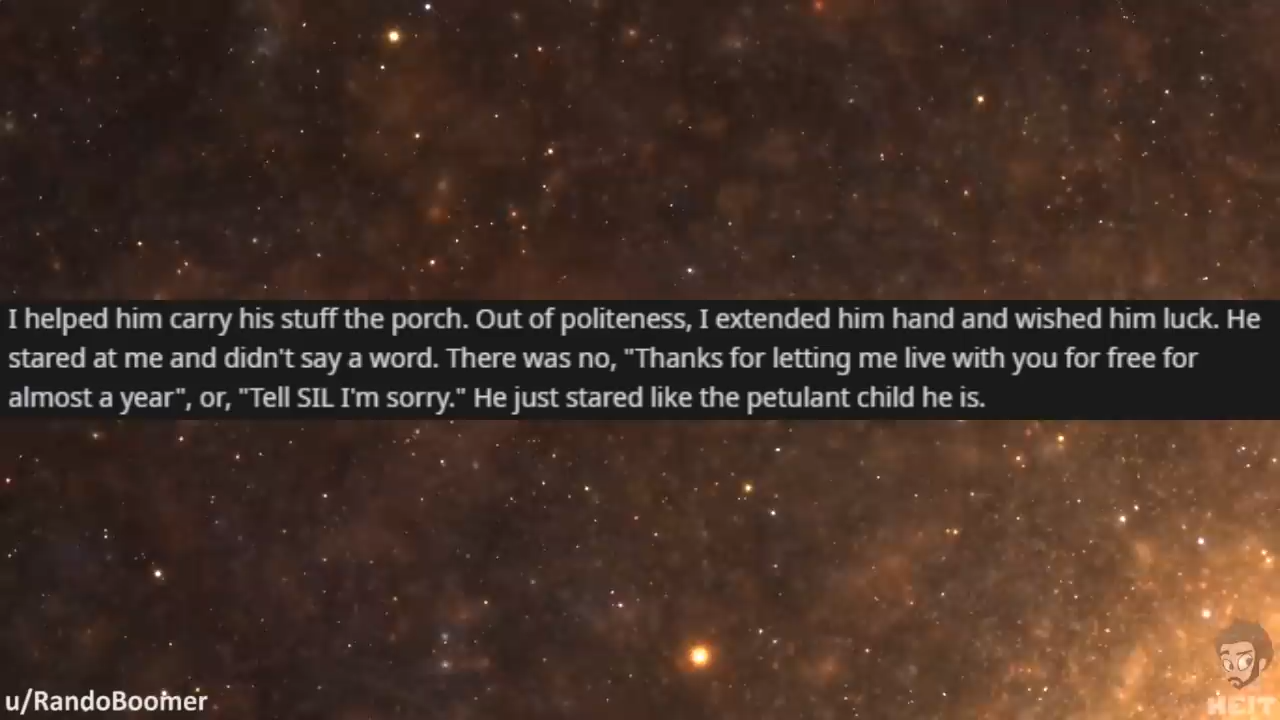 I helped him carry his stuff the porch. Out of politeness, I extended him hand and wished him luck. He
stared at me and didn't say a word. There was no, "Thanks for letting me live with you for free for
almost a year", or, "Tell SIL I'm sorry." He just stared like the petulant child he is.
u/RandoBoomer
HEIT